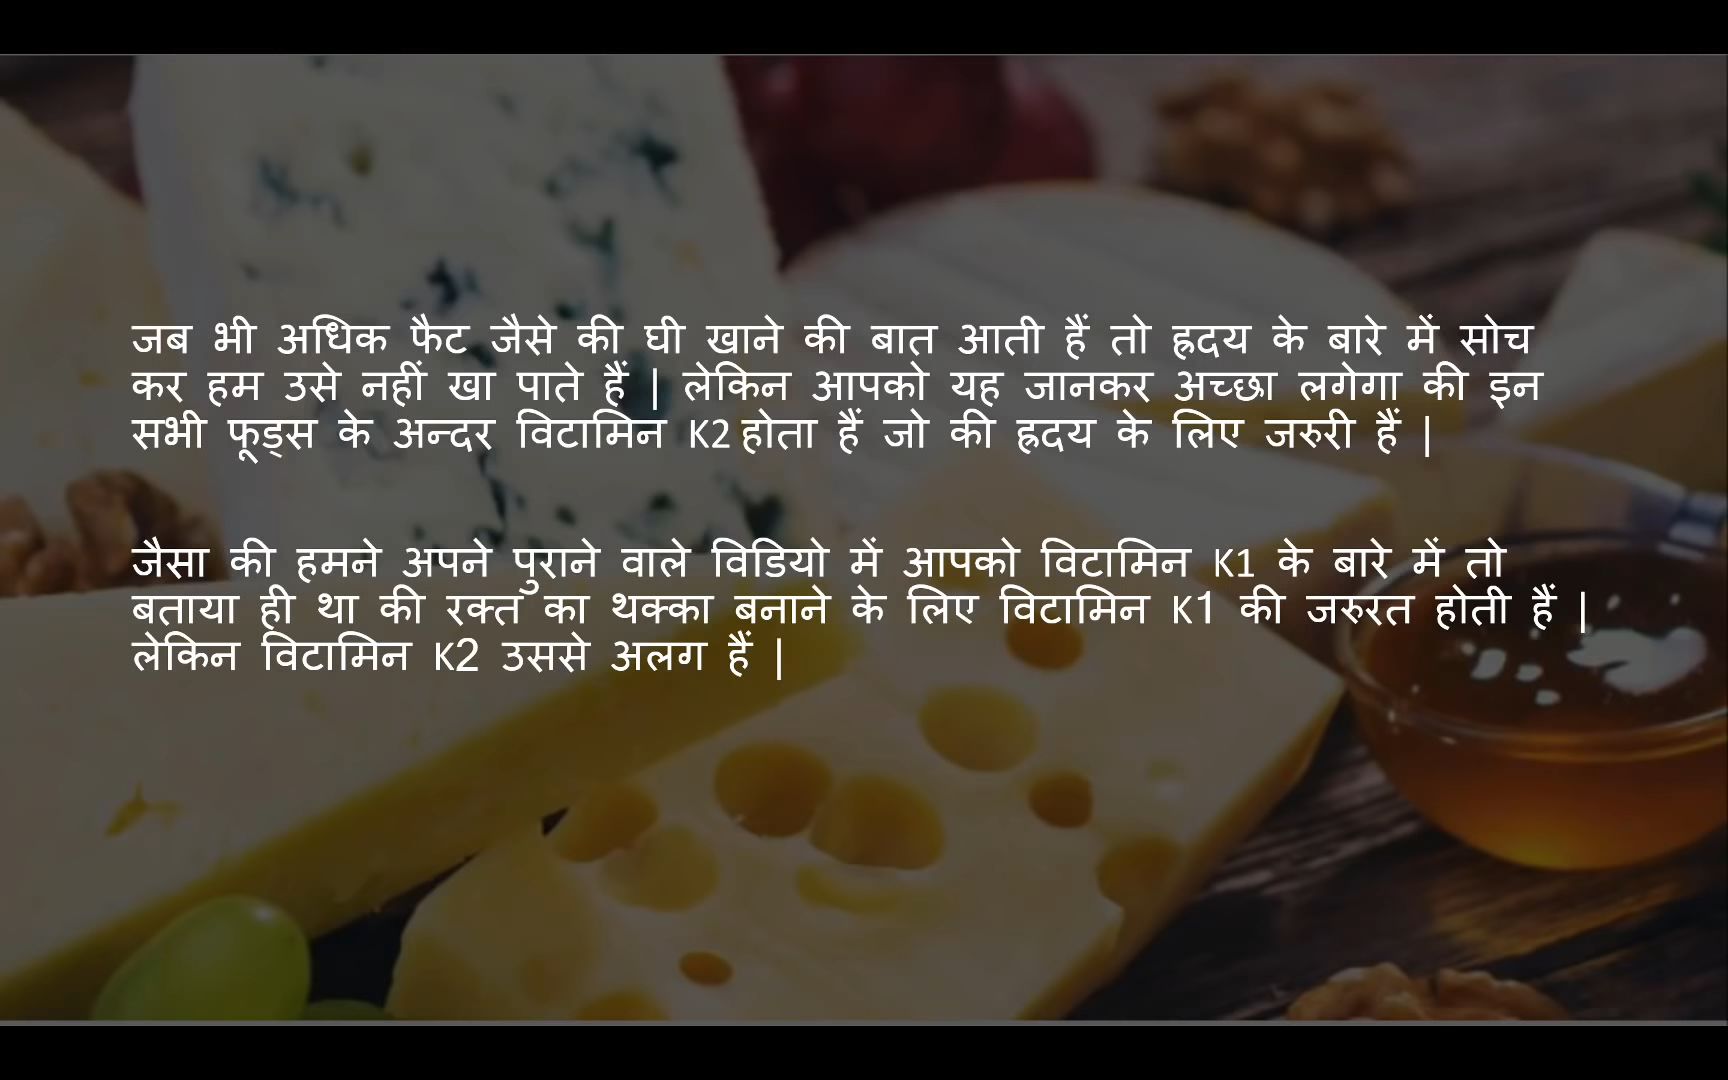 जब भी अधिक फैट जैसे की घी खाने की बात आती हैं तो ह्रदय के बारे में सोच
कर हम उसे नहीं खा पाते हैं | लेकिन आपको यह जानकर अच्छा लगेगा की इन
सभी फूड्स के अन्दर विटामिन K2 होता हैं जो की ह्रदय के लिए जरुरी हैं |
जैसा की हमने अपने पुराने वाले विडियो में आपको विटामिन K1 के बारे में तो
बताया ही था की रक्त का थक्का बनाने के लिए विटामिन K1 की जरुरत होती हैं |
लेकिन विटामिन K2 उससे अलग हैं |